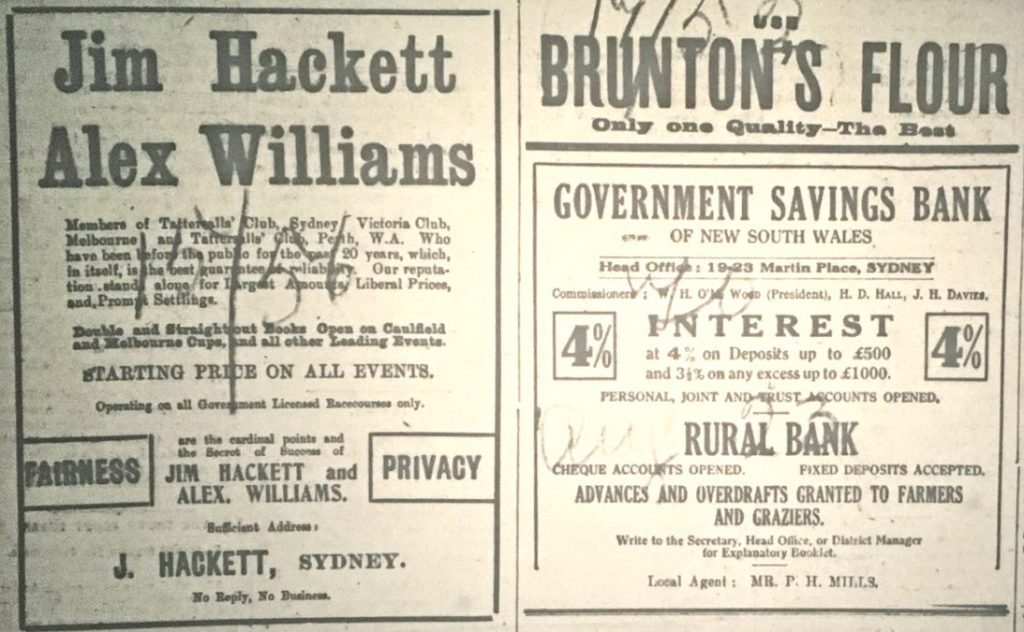 Jim Hackett
Alex Williams
Members of Tattersalls' Club, Sydney, Victoria Club,
Melbourne and Tattersalls' Club, Perth, W.A. Who
have been before the public for the past 20 years, which,
in itself, is the best guarantee of reliability. Our reputa-
tion stands alone for Largest Amounts, Liberal Prices,
and Prompt Settlings.
Double and Straightout Books Open on Caulfield
and Melbourne Cups, and all other Leading Events.
STARTING PRICE ON ALL EVENTS.
Operating on all Government Licensed Racecourses only.
FAIRNESS
are the cardinal points and
the Secret of Success of
JIM HACKETT and
ALEX. WILLIAMS.
PRIVACY
Sufficient Address:
J. HACKETT, SYDNEY.
No Reply, No Business.
USE
BRUNTON'S FLOUR
Only one Quality—The Best
GOVERNMENT SAVINGS BANK
OF NEW SOUTH WALES
Head Office: 19-23 Martin Place, SYDNEY
Commissioners: W. H. O'M. Wood (President), H. D. HALL, J. H. DAVIES.
4%
INTEREST
at 4% on Deposits up to £500
and 3½% on any excess up to £1000.
4%
PERSONAL, JOINT AND TRUST ACCOUNTS OPENED.
RURAL BANK
CHEQUE ACCOUNTS OPENED. FIXED DEPOSITS ACCEPTED.
ADVANCES AND OVERDRAFTS GRANTED TO FARMERS
AND GRAZIERS.
Write to the Secretary, Head Office, or District Manager
for Explanatory Booklet.
Local Agent: MR. P. H. MILLS.